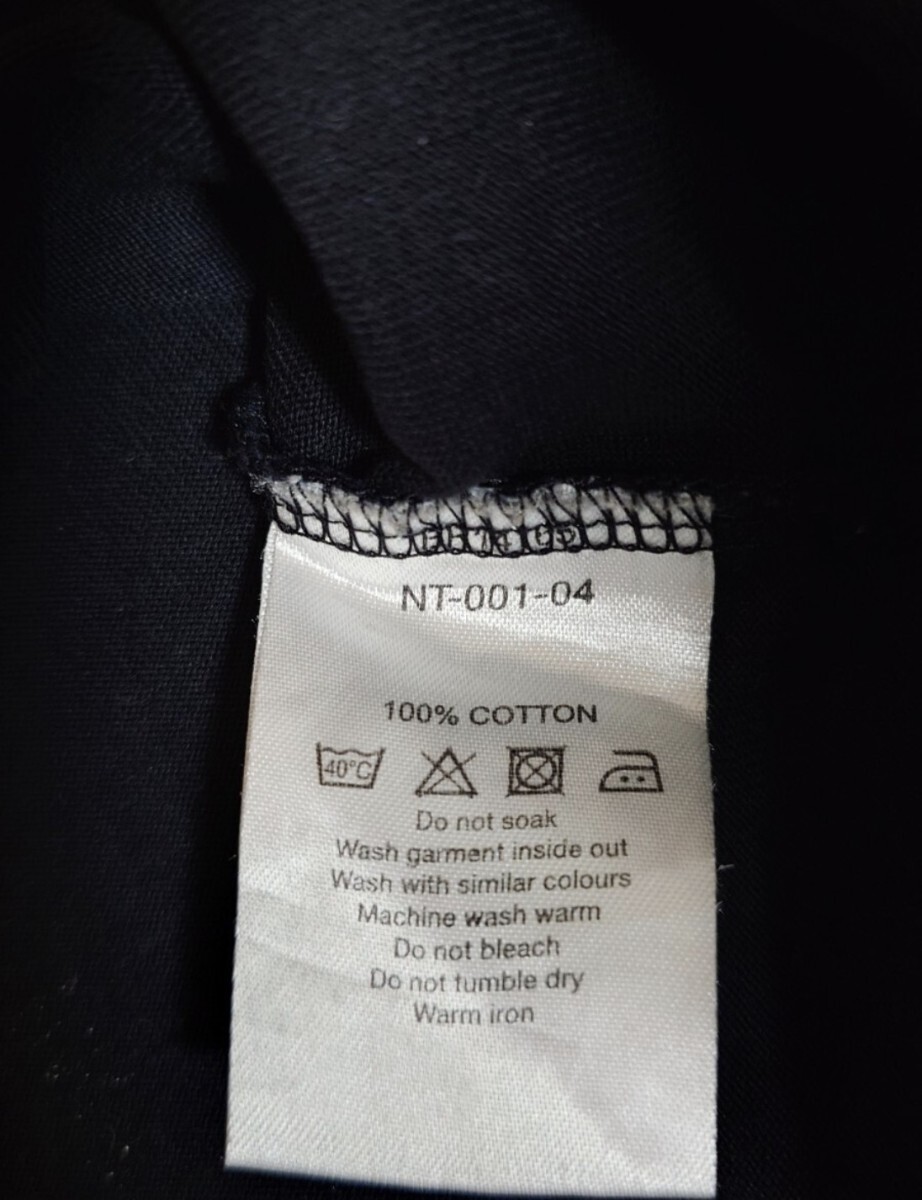 NT-001-04
100% COTTON
40°C
Do not soak
Wash garment inside out
Wash with similar colours
Machine wash warm
Do not bleach
Do not tumble dry
Warm iron